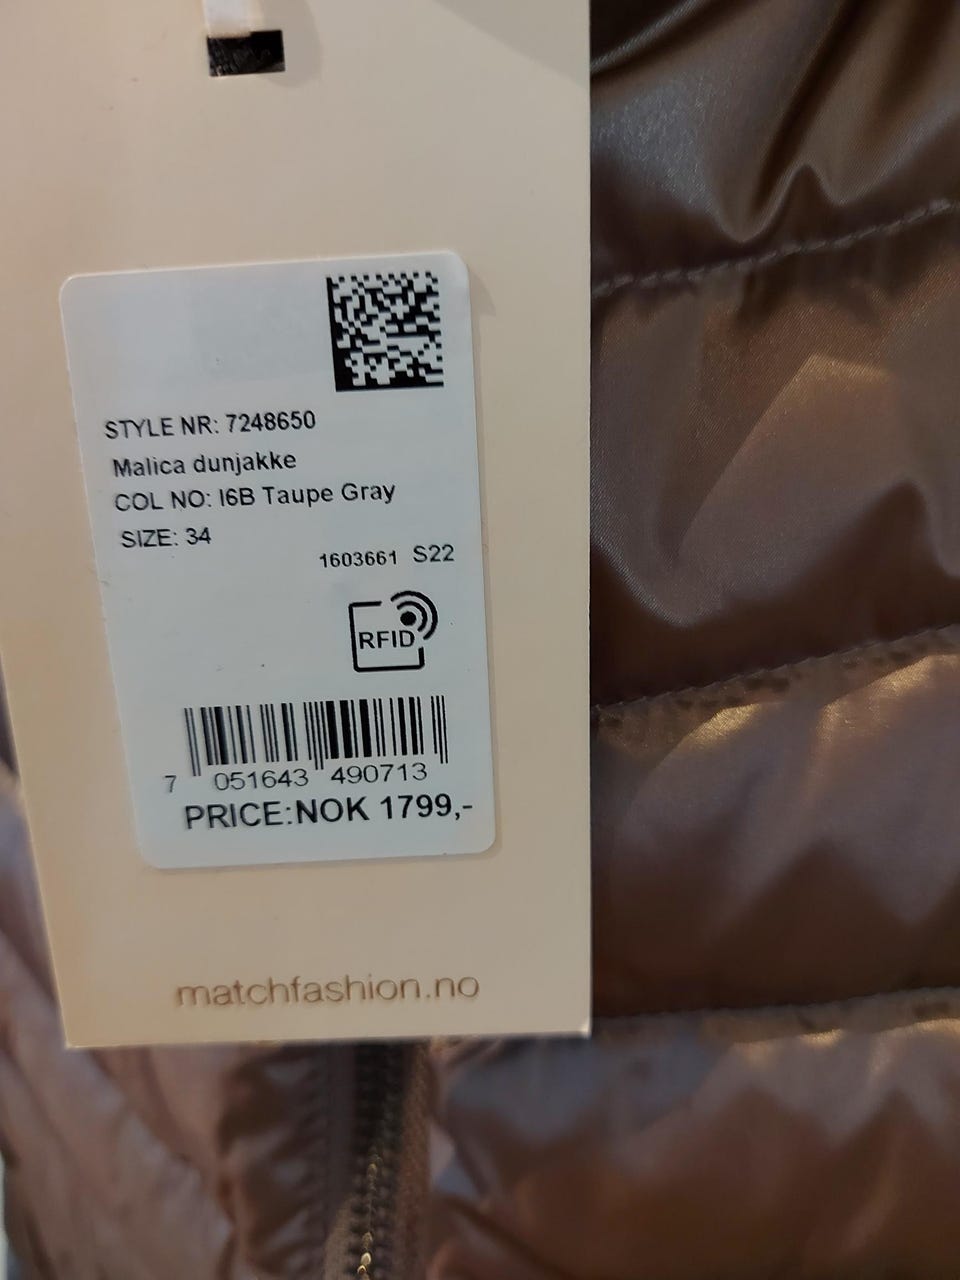 STYLE NR: 7248650
Malica dunjakke
COL NO: I6B Taupe Gray
SIZE: 34
1603661 S22
RFID
7 051643 490713
PRICE:NOK 1799,-
matchfashion.no